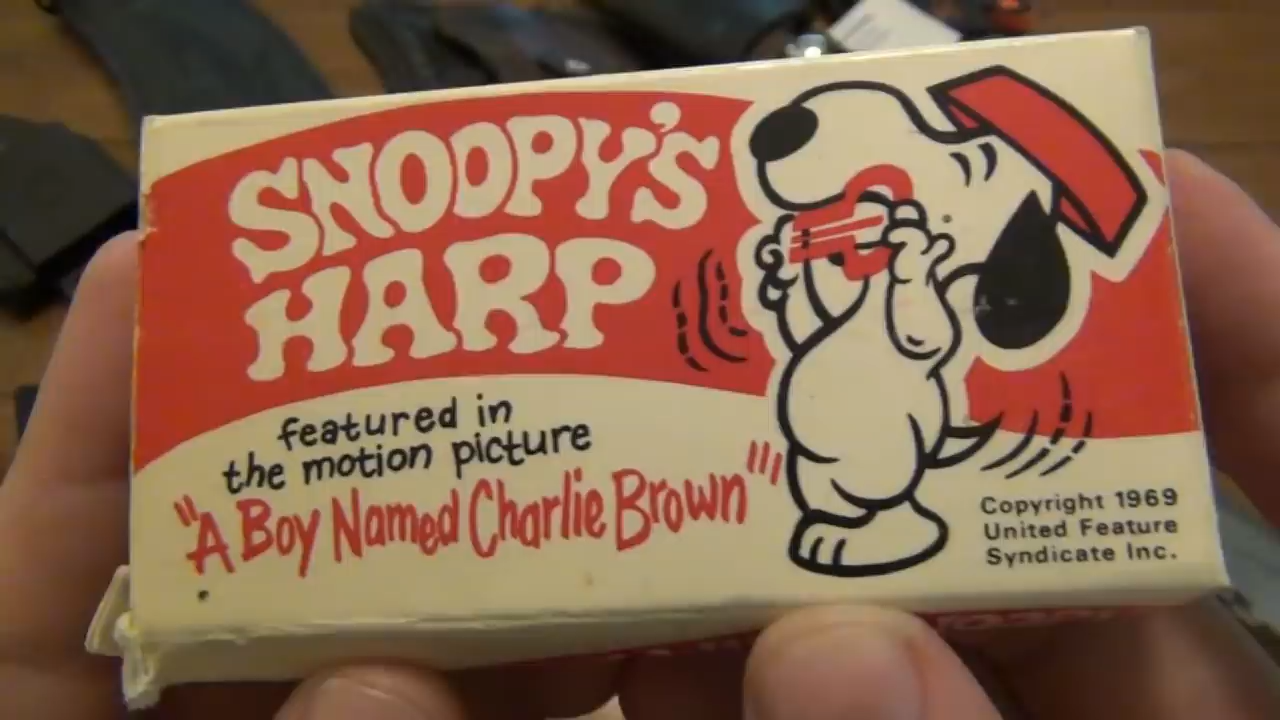 SNOOPY'S
HARP
featured in
the motion picture
"A Boy Named Charlie Brown"
Copyright 1969
United Feature
Syndicate Inc.